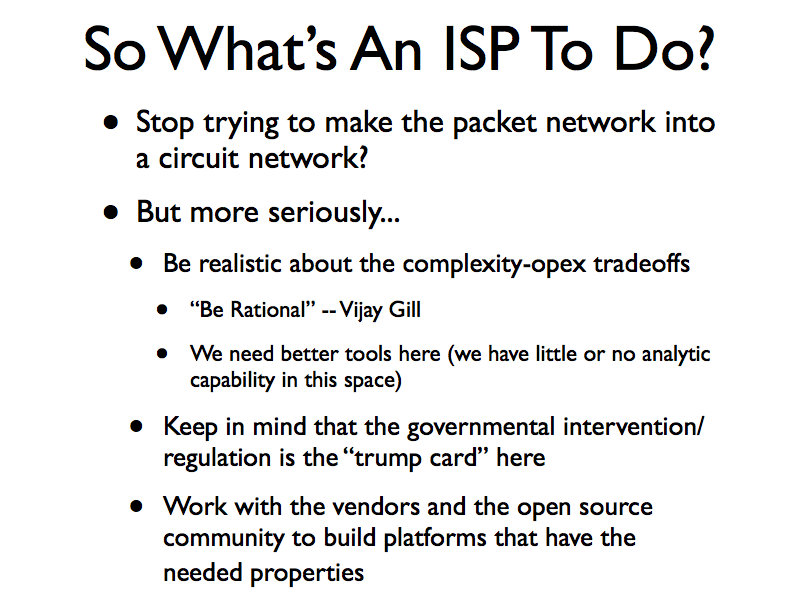 So What's An ISP To Do?
• Stop trying to make the packet network into
a circuit network?
• But more seriously...
• Be realistic about the complexity-opex tradeoffs
• “Be Rational” -- Vijay Gill
• We need better tools here (we have little or no analytic
capability in this space)
• Keep in mind that the governmental intervention/
regulation is the “trump card” here
• Work with the vendors and the open source
community to build platforms that have the
needed properties